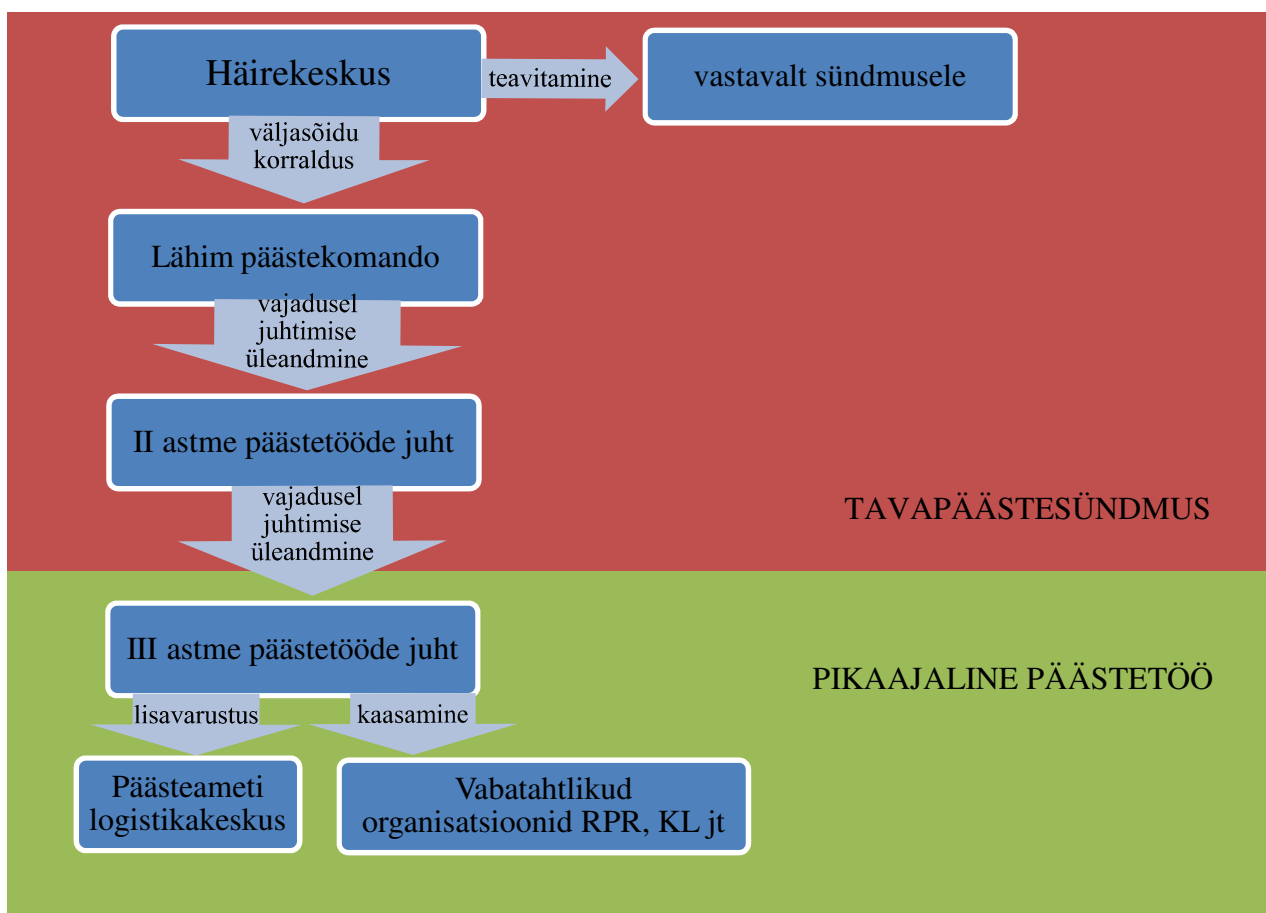 Häirekeskus
teavitamine
vastavalt sündmusele
väljasõidu
korraldus
Lähim päästekomando
vajadusel
juhtimise
üleandmine
II astme päästetööde juht
vajadusel
juhtimise
üleandmine
TAVAPÄÄSTESÜNDMUS
III astme päästetööde juht
PIKAAJALINE PÄÄSTETÖÖ
lisavarustus
kaasamine
Päästeameti
logistikakeskus
Vabatahtlikud
organisatsioonid RPR, KL jt